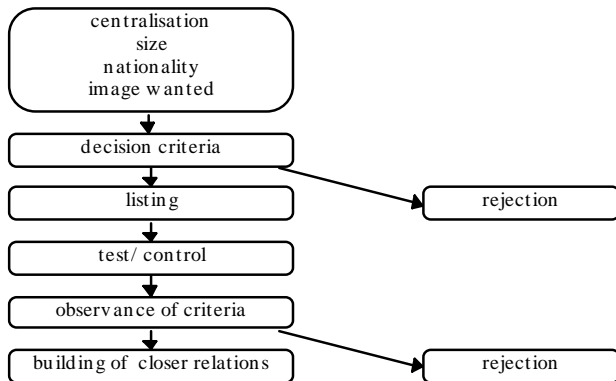 centralisation
size
nationality
image wanted
decision criteria
listing
rejection
test/ control
observance of criteria
building of closer relations
rejection